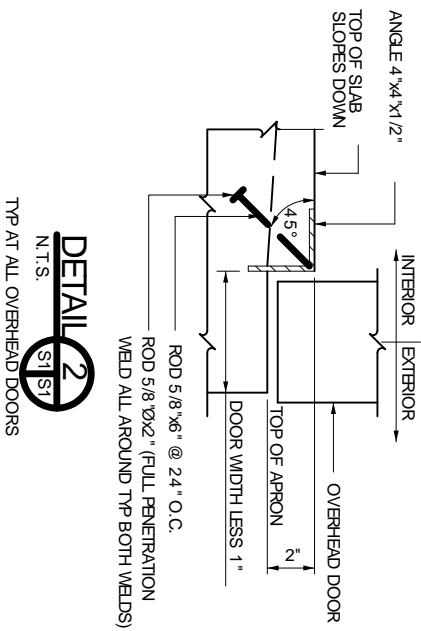 ANGLE 4"x4"x1/2"
TOP OF SLAB
SLOPES DOWN
INTERIOR
EXTERIOR
OVERHEAD DOOR
45°
2"
TOP OF APRON
DOOR WIDTH LESS 1"
ROD 5/8"x6" @ 24" O.C.
ROD 5/8"Øx2" (FULL PENETRATION
WELD ALL AROUND TYP BOTH WELDS)
DETAIL 2
N.T.S. S1 S1
TYP AT ALL OVERHEAD DOORS